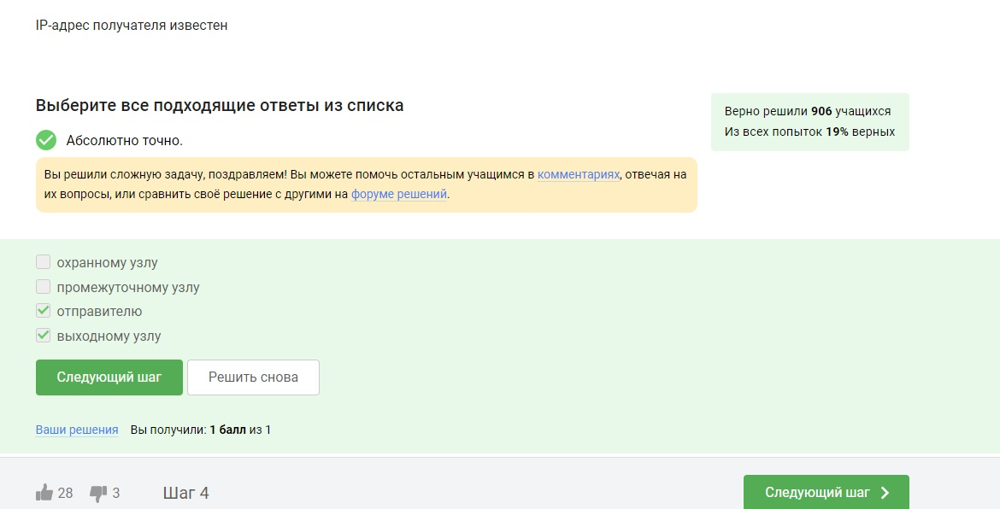 IP-адрес получателя известен
Выберите все подходящие ответы из списка
Абсолютно точно.
Вы решили сложную задачу, поздравляем! Вы можете помочь остальным учащимся в комментариях, отвечая на
их вопросы, или сравнить своё решение с другими на форуме решений.
Верно решили 906 учащихся
Из всех попыток 19% верных
охранному узлу
промежуточному узлу
отправителю
выходному узлу
Следующий шаг
Решить снова
Ваши решения Вы получили: 1 балл из 1
28 3 Шаг 4 Следующий шаг